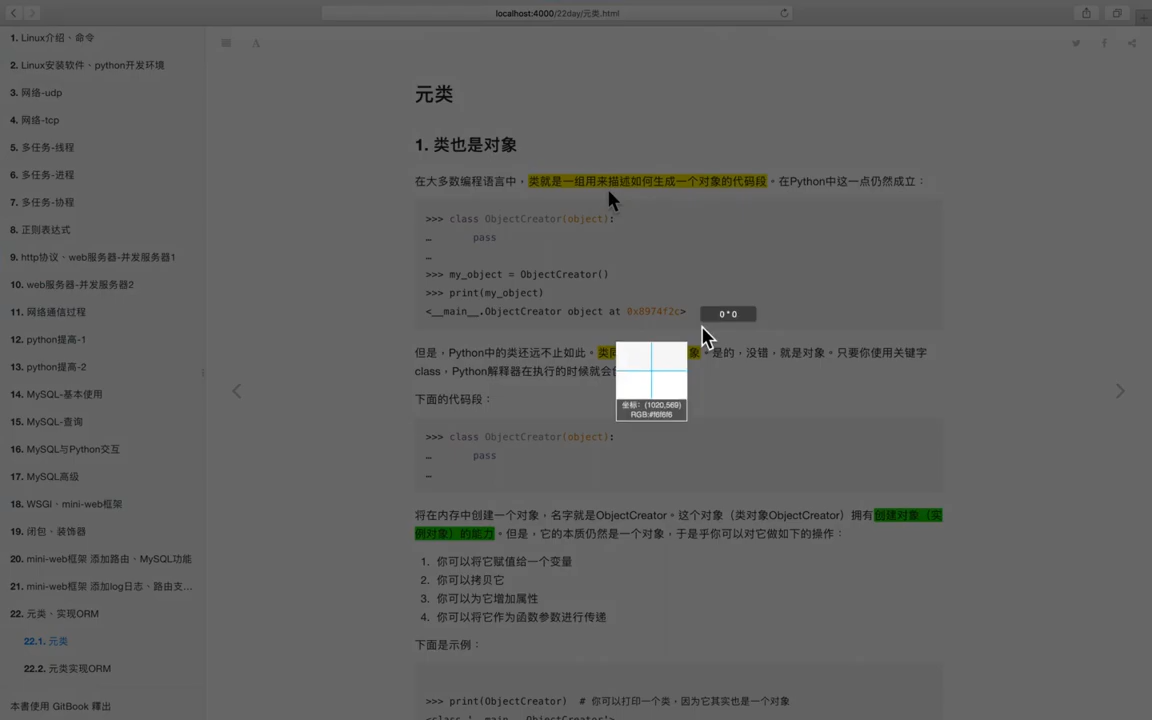 localhost:4000/22day/元类.html
1. Linux介绍、命令
2. Linux安装软件、python开发环境
3. 网络-udp
4. 网络-tcp
5. 多任务-线程
6. 多任务-进程
7. 多任务-协程
8. 正则表达式
9. http协议、web服务器-并发服务器1
10. web服务器-并发服务器2
11. 网络通信过程
12. python提高-1
13. python提高-2
14. MySQL-基本使用
15. MySQL-查询
16. MySQL与Python交互
17. MySQL高级
18. WSGI、mini-web框架
19. 闭包、装饰器
20. mini-web框架 添加路由、MySQL功能
21. mini-web框架 添加log日志、路由支...
22. 元类、实现ORM
22.1. 元类
22.2. 元类实现ORM
本書使用 GitBook 釋出
A
元类
1. 类也是对象
在大多数编程语言中，类就是一组用来描述如何生成一个对象的代码段。在Python中这一点仍然成立：
>>> class ObjectCreator(object):
… pass
…
>>> my_object = ObjectCreator()
>>> print(my_object)
<__main__.ObjectCreator object at 0x8974f2c>
0 * 0
但是，Python中的类还远不止如此。类 象。是的，没错，就是对象。只要你使用关键字
class，Python解释器在执行的时候就会
坐标: (1020,569)
RGB:#f6f6f6
下面的代码段：
>>> class ObjectCreator(object):
… pass
…
将在内存中创建一个对象，名字就是ObjectCreator。这个对象（类对象ObjectCreator）拥有创建对象（实
例对象）的能力。但是，它的本质仍然是一个对象，于是乎你可以对它做如下的操作：
1. 你可以将它赋值给一个变量
2. 你可以拷贝它
3. 你可以为它增加属性
4. 你可以将它作为函数参数进行传递
下面是示例：
>>> print(ObjectCreator) # 你可以打印一个类，因为它其实也是一个对象
<class '__main__.ObjectCreator'>